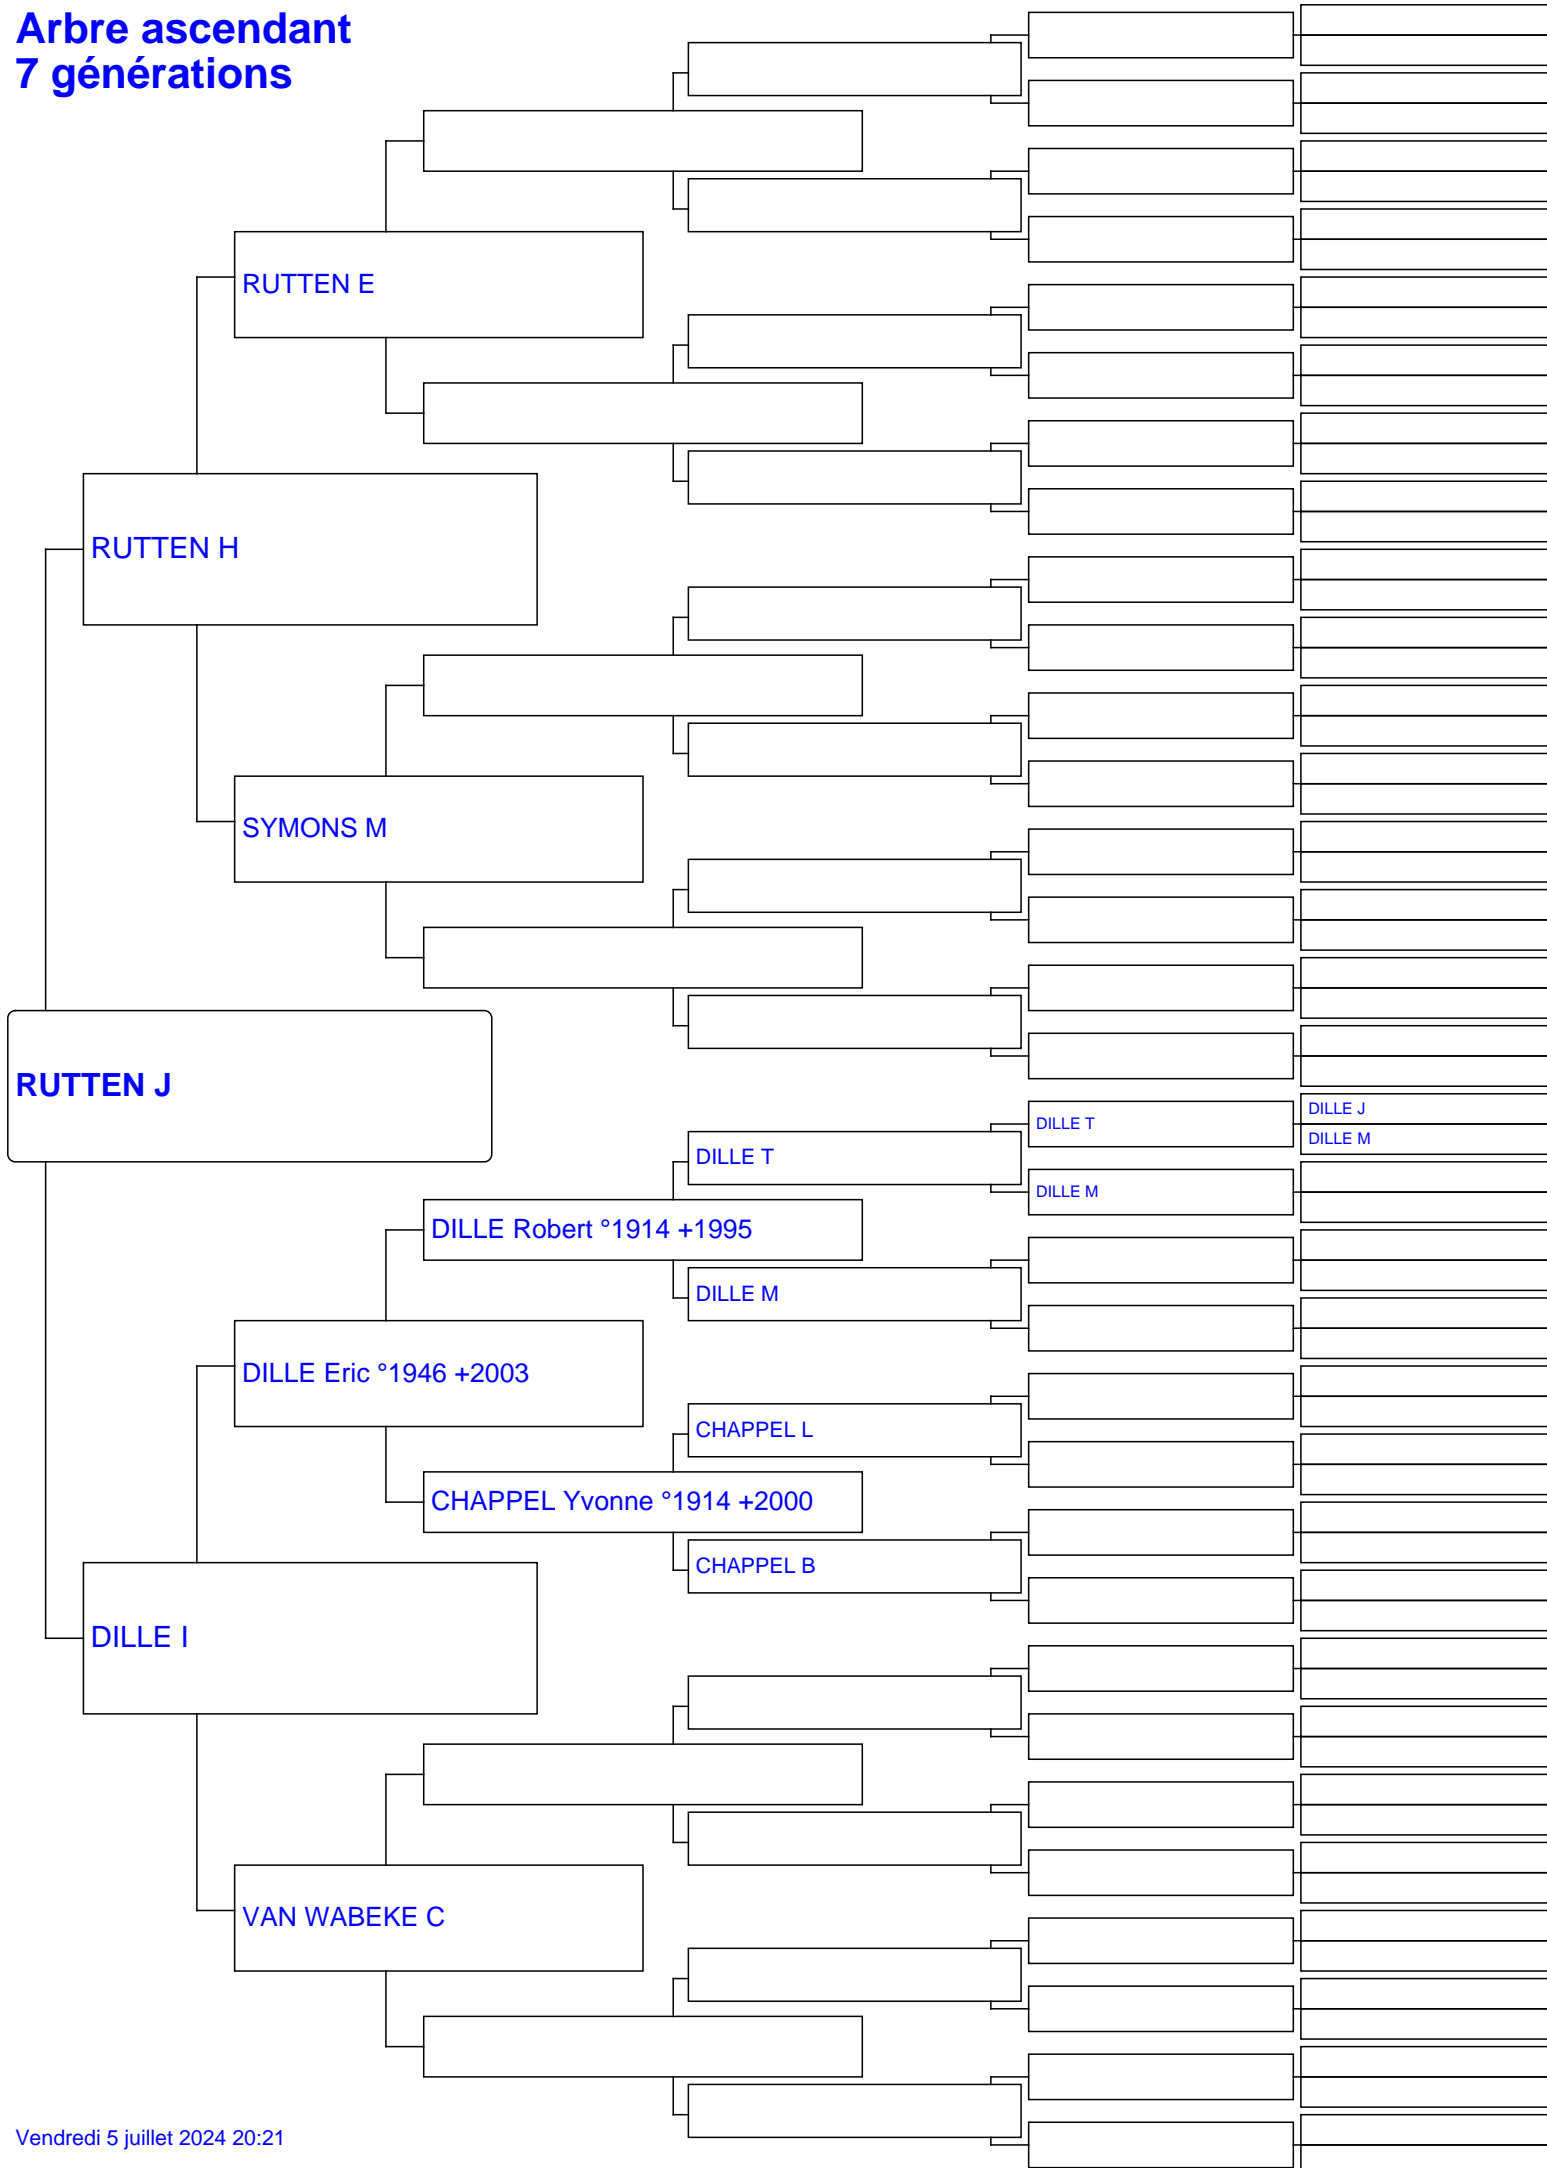 Arbre ascendant
7 générations
RUTTEN E
RUTTEN H
SYMONS M
RUTTEN J
DILLE T
DILLE J
DILLE M
DILLE T
DILLE M
DILLE Robert °1914 +1995
DILLE M
DILLE Eric °1946 +2003
CHAPPEL L
CHAPPEL Yvonne °1914 +2000
CHAPPEL B
DILLE I
VAN WABEKE C
Vendredi 5 juillet 2024 20:21